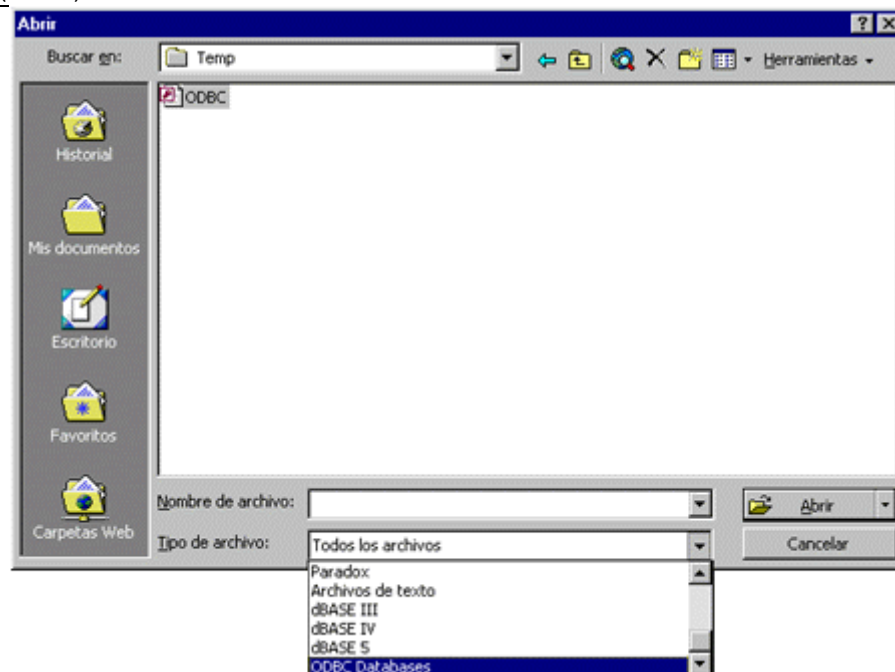 Abrir
Buscar en: Temp Herramientas
ODBC
Historial
Mis documentos
Escritorio
Favoritos
Carpetas Web
Nombre de archivo: Abrir
Tipo de archivo: Todos los archivos Cancelar
Paradox
Archivos de texto
dBASE III
dBASE IV
dBASE 5
ODBC Databases